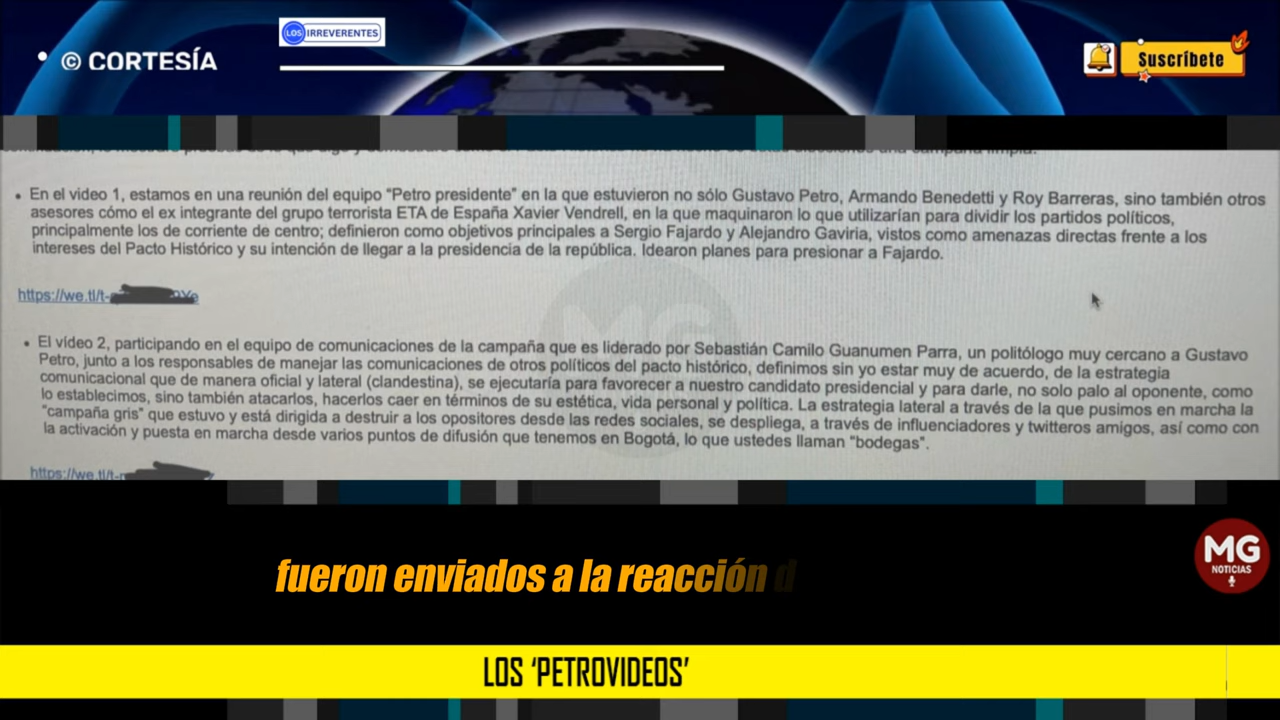 LOS IRREVERENTES
© CORTESÍA
Suscríbete
• En el video 1, estamos en una reunión del equipo “Petro presidente” en la que estuvieron no sólo Gustavo Petro, Armando Benedetti y Roy Barreras, sino también otros
asesores cómo el ex integrante del grupo terrorista ETA de España Xavier Vendrell, en la que maquinaron lo que utilizarían para dividir los partidos políticos,
principalmente los de corriente de centro; definieron como objetivos principales a Sergio Fajardo y Alejandro Gaviria, vistos como amenazas directas frente a los
intereses del Pacto Histórico y su intención de llegar a la presidencia de la república. Idearon planes para presionar a Fajardo.
https://we.tl/t-
• El vídeo 2, participando en el equipo de comunicaciones de la campaña que es liderado por Sebastián Camilo Guanumen Parra, un politólogo muy cercano a Gustavo
Petro, junto a los responsables de manejar las comunicaciones de otros políticos del pacto histórico, definimos sin yo estar muy de acuerdo, de la estrategia
comunicacional que de manera oficial y lateral (clandestina), se ejecutaría para favorecer a nuestro candidato presidencial y para darle, no solo palo al oponente, como
lo establecimos, sino también atacarlos, hacerlos caer en términos de su estética, vida personal y política. La estrategia lateral a través de la que pusimos en marcha la
“campaña gris” que estuvo y está dirigida a destruir a los opositores desde las redes sociales, se despliega, a través de influenciadores y twitteros amigos, así como con
la activación y puesta en marcha desde varios puntos de difusión que tenemos en Bogotá, lo que ustedes llaman “bodegas”.
https://we.tl/t-
MG
fueron enviados a la reacción d
MG
NOTICIAS
LOS ‘PETROVIDEOS’